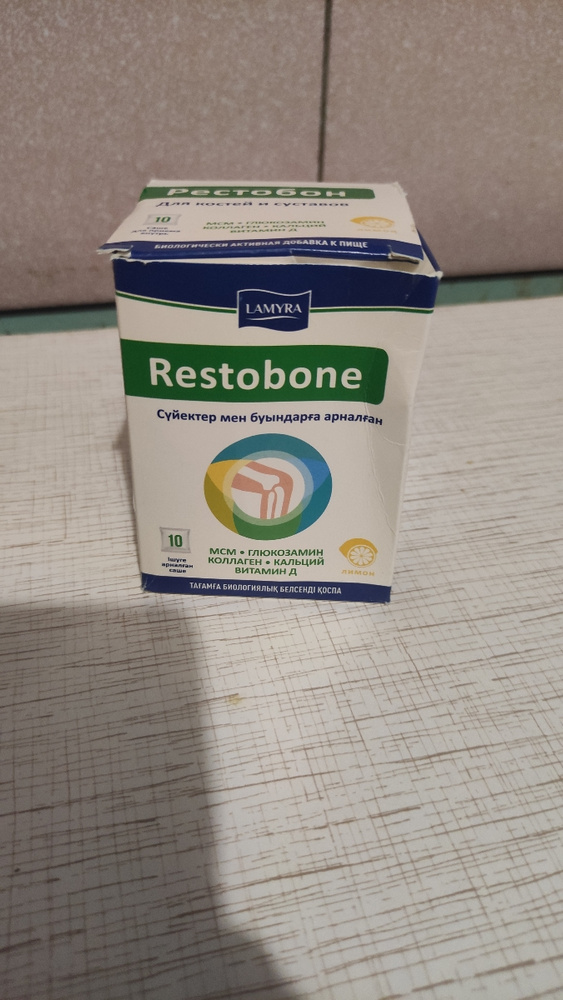 Рестобон
Для костей и суставов
10
саше
МСМ • ГЛЮКОЗАМИН
КОЛЛАГЕН • КАЛЬЦИЙ
ВИТАМИН Д
БИОЛОГИЧЕСКИ АКТИВНАЯ ДОБАВКА К ПИЩЕ
LAMYRA
Restobone
Сүйектер мен буындарға арналған
10
ішуге
арналған
саше
МСМ • ГЛЮКОЗАМИН
КОЛЛАГЕН • КАЛЬЦИЙ
ВИТАМИН Д
ЛИМОН
ТАҒАМҒА БИОЛОГИЯЛЫҚ БЕЛСЕНДІ ҚОСПА